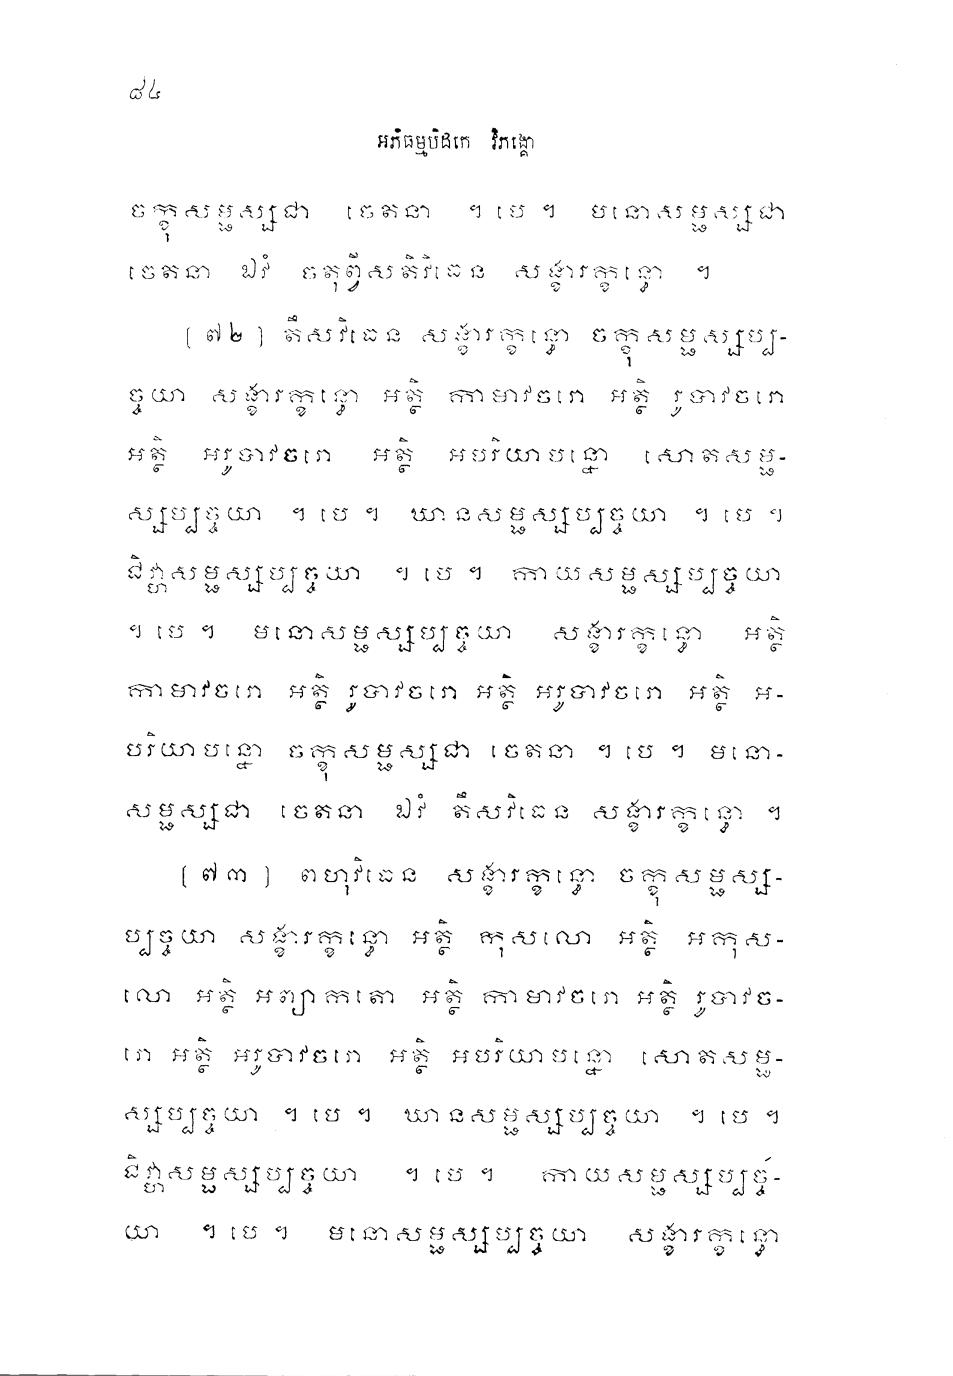 ៨៤
អភិធម្មបិដកេ វិភង្គោ
ចក្ខុសម្ផស្សជា ចេតនា ។ បេ ។ មនោសម្ផស្សជា
ចេតនា ឯវំ ចតុព្វីសតិវិធេន សង្ខារក្ខន្ធោ ។
[ ៧២ ] តឹសវិធេន សង្ខារក្ខន្ធោ ចក្ខុសម្ផស្សប្ប-
ច្ចយា សង្ខារក្ខន្ធោ អត្ថិ កាមាវចរោ អត្ថិ រូបាវចរោ
អត្ថិ អរូបាវចរោ អត្ថិ អបរិយាបន្នោ សោតសម្ផ-
ស្សប្បច្ចយា ។ បេ ។ ឃានសម្ផស្សប្បច្ចយា ។ បេ ។
ជិវ្ហាសម្ផស្សប្បច្ចយា ។ បេ ។ កាយសម្ផស្សប្បច្ចយា
។ បេ ។ មនោសម្ផស្សប្បច្ចយា សង្ខារក្ខន្ធោ អត្ថិ
កាមាវចរោ អត្ថិ រូបាវចរោ អត្ថិ អរូបាវចរោ អត្ថិ អ-
បរិយាបន្នោ ចក្ខុសម្ផស្សជា ចេតនា ។ បេ ។ មនោ-
សម្ផស្សជា ចេតនា ឯវំ តឹសវិធេន សង្ខារក្ខន្ធោ ។
[ ៧៣ ] ពហុវិធេន សង្ខារក្ខន្ធោ ចក្ខុសម្ផស្ស-
ប្បច្ចយា សង្ខារក្ខន្ធោ អត្ថិ កុសលោ អត្ថិ អកុស-
លោ អត្ថិ អព្យាកតោ អត្ថិ កាមាវចរោ អត្ថិ រូបាវច-
រោ អត្ថិ អរូបាវចរោ អត្ថិ អបរិយាបន្នោ សោតសម្ផ-
ស្សប្បច្ចយា ។ បេ ។ ឃានសម្ផស្សប្បច្ចយា ។ បេ ។
ជិវ្ហាសម្ផស្សប្បច្ចយា ។ បេ ។ កាយសម្ផស្សប្បច្ច-
យា ។ បេ ។ មនោសម្ផស្សប្បច្ចយា សង្ខារក្ខន្ធោ